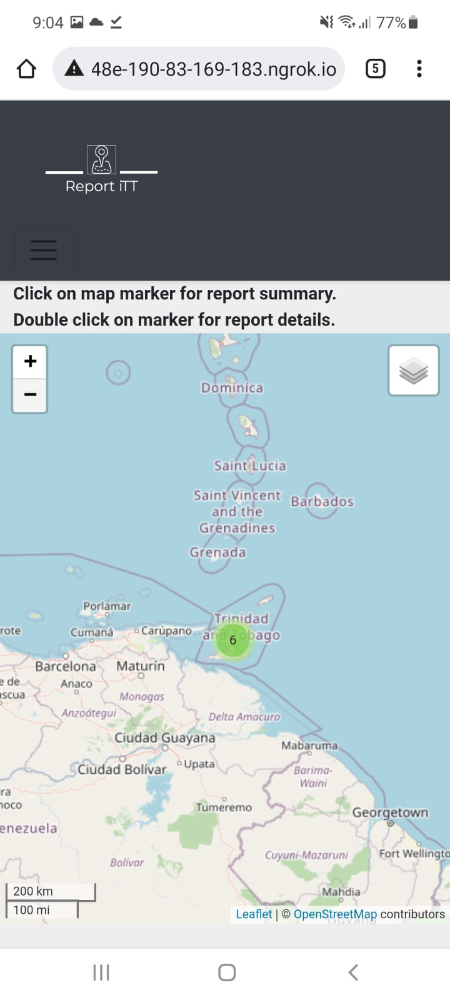 9:04
77%
48e-190-83-169-183.ngrok.io
5
Report iTT
Click on map marker for report summary.
Double click on marker for report details.
+
−
Dominica
Saint Lucia
Saint Vincent
and the
Grenadines
Barbados
Grenada
Porlamar
Trinidad
and Tobago
6
rote
Cumaná
Carúpano
Barcelona
Maturín
e de
ascua
Anaco
Monagas
Anzoátegui
Delta Amacuro
Ciudad Guayana
Mabaruma
Ciudad Bolívar
Upata
Barima-
Waini
ra
noco
Tumeremo
Georgetown
enezuela
Bolívar
Cuyuni-Mazaruni
Fort Wellingto
Mahdia
200 km
100 mi
Leaflet | © OpenStreetMap contributors
Guyana